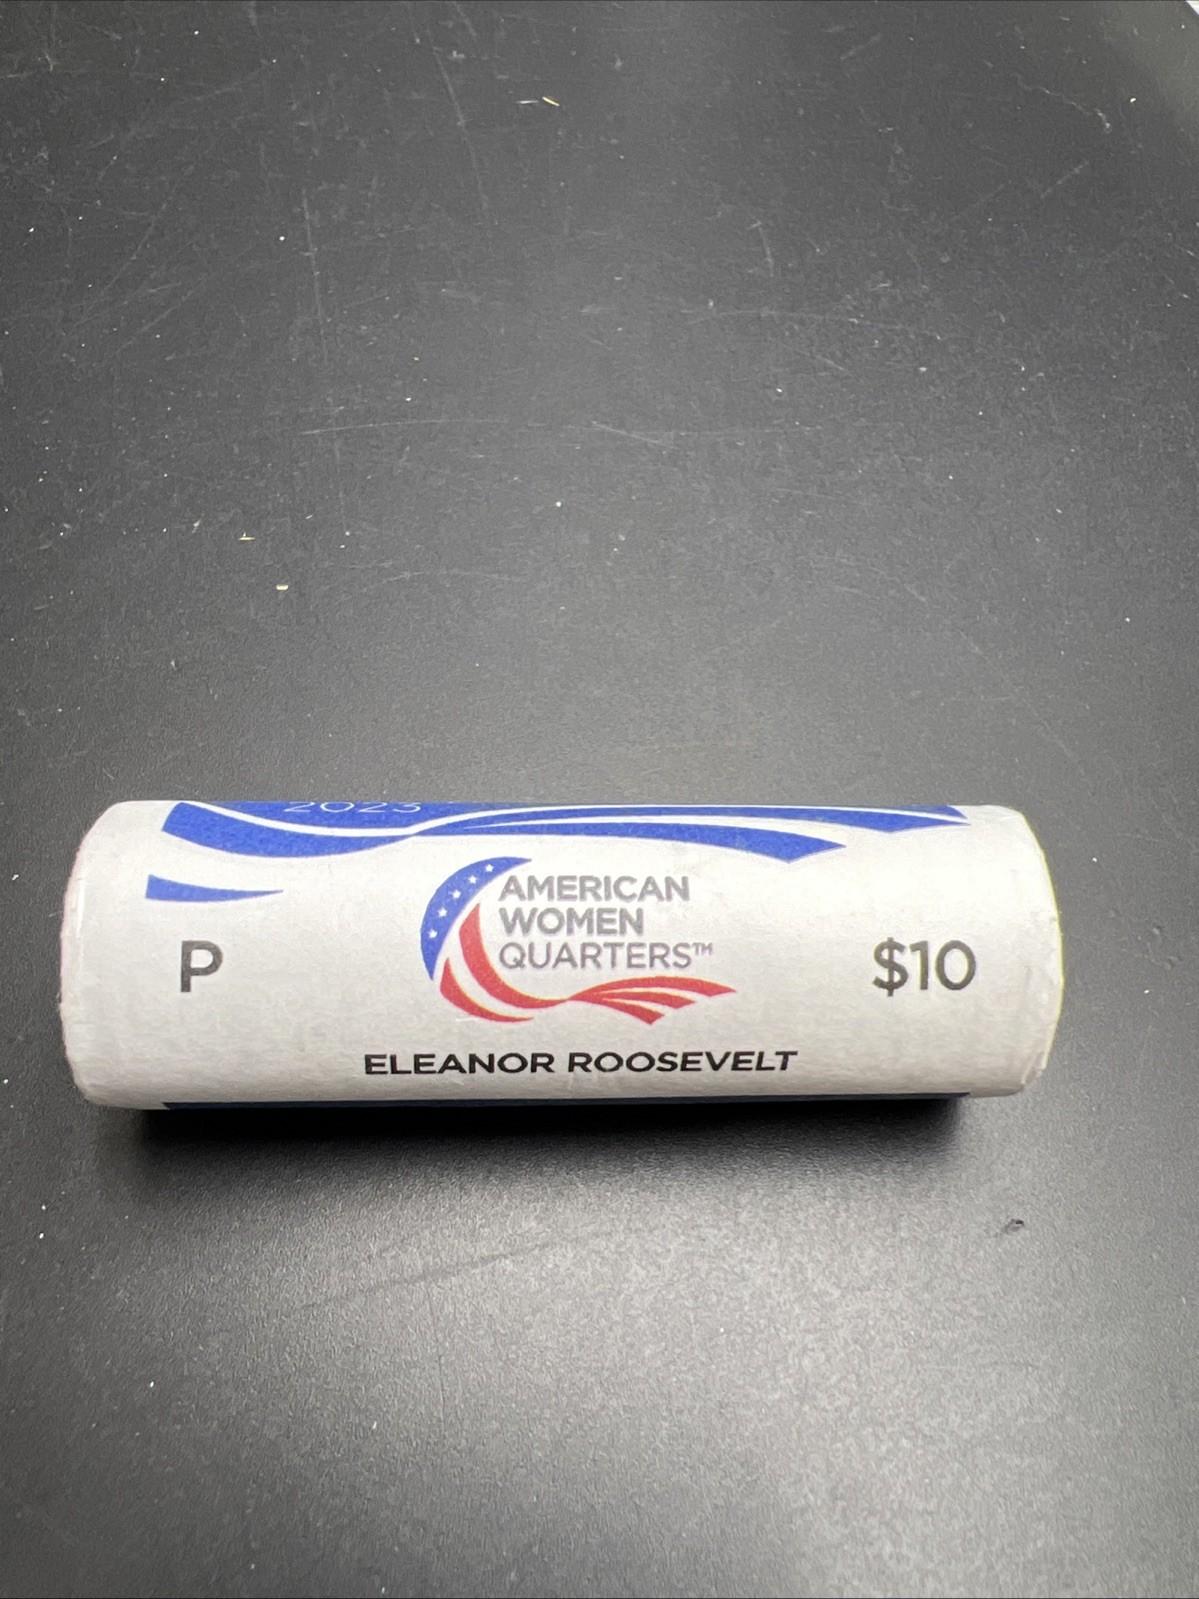 2023
P
AMERICAN
WOMEN
QUARTERS™
$10
ELEANOR ROOSEVELT